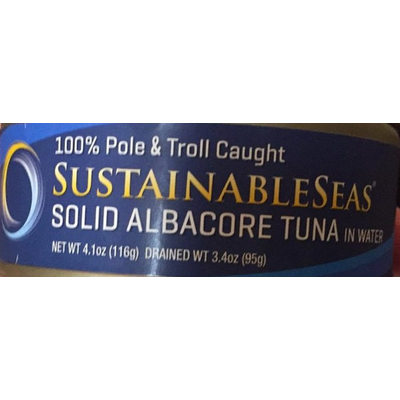 100% Pole & Troll Caught
SUSTAINABLESEAS®
SOLID ALBACORE TUNA IN WATER
NET WT 4.1oz (116g) DRAINED WT 3.4oz (95g)